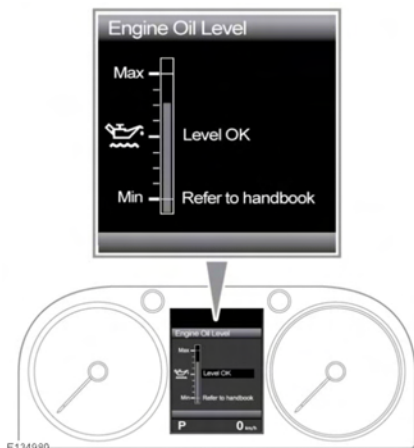 Engine Oil Level
Max
Level OK
Min Refer to handbook
Engine Oil Level
Max
Level OK
Min Refer to handbook
P 0 km/h
E134980